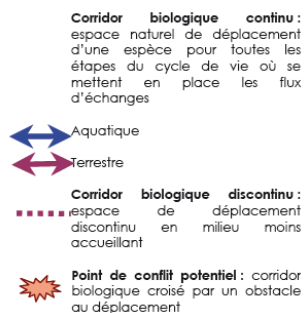 Corridor biologique continu :
espace naturel de déplacement
d'une espèce pour toutes les
étapes du cycle de vie où se
mettent en place les flux
d'échanges
Aquatique
Terrestre
Corridor biologique discontinu :
espace de déplacement
discontinu en milieu moins
accueillant
Point de conflit potentiel : corridor
biologique croisé par un obstacle
au déplacement